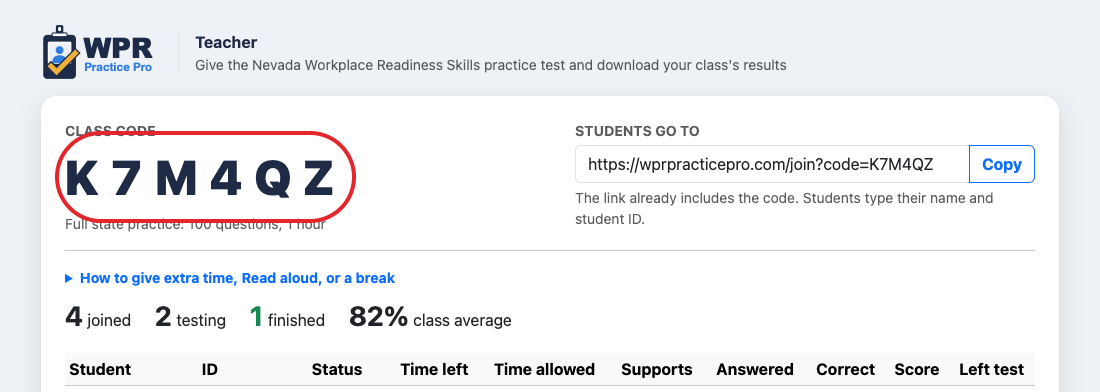 WPR
Practice Pro
Teacher
Give the Nevada Workplace Readiness Skills practice test and download your class's results
CLASS CODE
K7M4QZ
Full state practice: 100 questions, 1 hour
STUDENTS GO TO
https://wprpracticepro.com/join?code=K7M4QZ
Copy
The link already includes the code. Students type their name and
student ID.
How to give extra time, Read aloud, or a break
4 joined 2 testing 1 finished 82% class average
Student ID Status Time left Time allowed Supports Answered Correct Score Left test